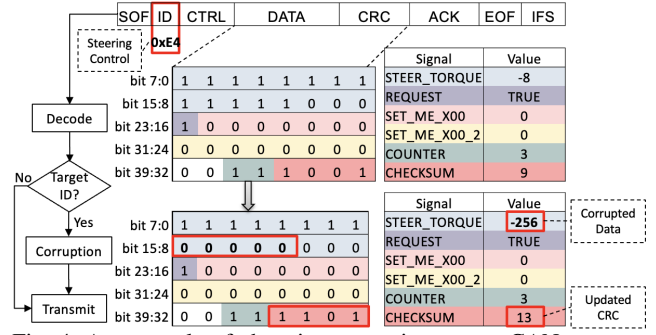 SOF ID CTRL DATA CRC ACK EOF IFS
Steering Control
0xE4
Signal Value
bit 7:0 1 1 1 1 1 1 1 1 STEER_TORQUE -8
bit 15:8 1 1 1 1 1 0 0 0 REQUEST TRUE
bit 23:16 1 0 0 0 0 0 0 0 SET_ME_X00 0
bit 31:24 0 0 0 0 0 0 0 0 SET_ME_X00_2 0
COUNTER 3
bit 39:32 0 0 1 1 1 0 0 1 CHECKSUM 9
Decode
No
Target ID?
Yes
Corruption
Transmit
Signal Value
bit 7:0 1 1 1 1 1 1 1 1 STEER_TORQUE -256
Corrupted Data
bit 15:8 0 0 0 0 0 0 0 0 REQUEST TRUE
bit 23:16 1 0 0 0 0 0 0 0 SET_ME_X00 0
bit 31:24 0 0 0 0 0 0 0 0 SET_ME_X00_2 0
COUNTER 3
bit 39:32 0 0 1 1 1 1 0 1 CHECKSUM 13
Updated CRC